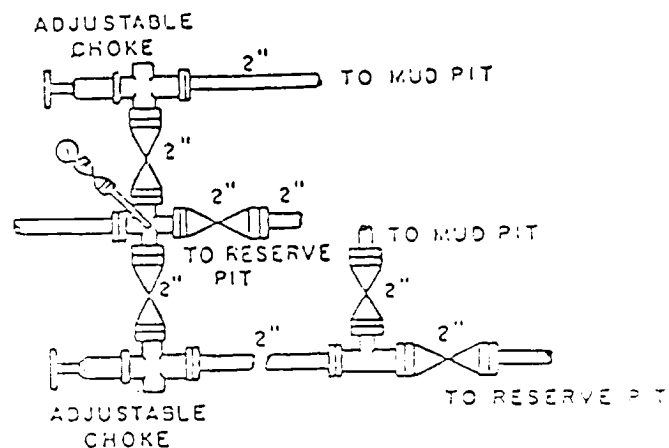 ADJUSTABLE
CHOKE
2"
TO MUD PIT
2"
2"
2"
TO RESERVE
PIT
TO MUD PIT
2"
2"
2"
2"
TO RESERVE PIT
ADJUSTABLE
CHOKE